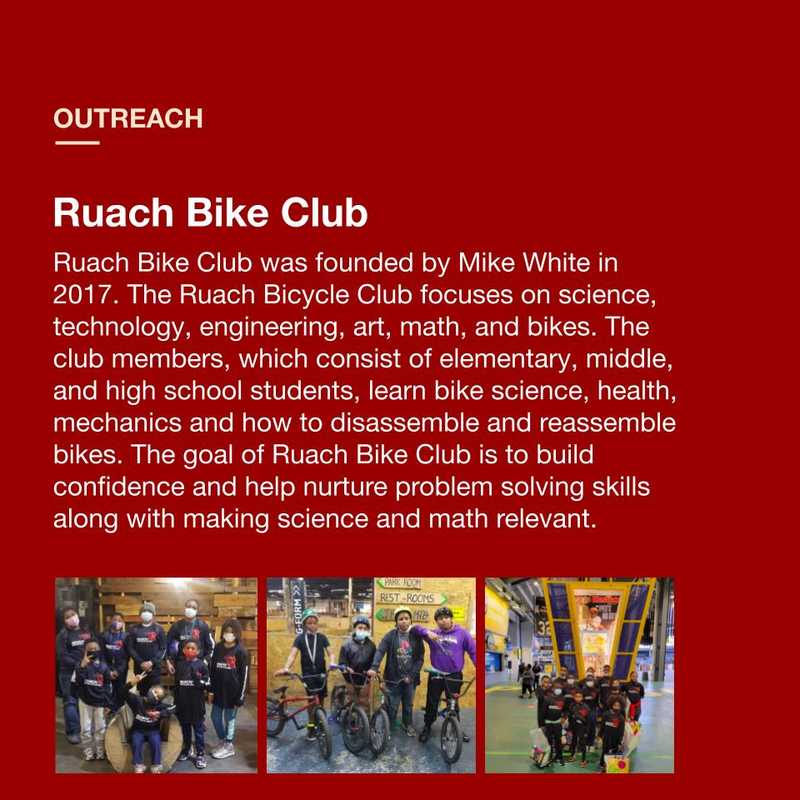 OUTREACH
Ruach Bike Club
Ruach Bike Club was founded by Mike White in
2017. The Ruach Bicycle Club focuses on science,
technology, engineering, art, math, and bikes. The
club members, which consist of elementary, middle,
and high school students, learn bike science, health,
mechanics and how to disassemble and reassemble
bikes. The goal of Ruach Bike Club is to build
confidence and help nurture problem solving skills
along with making science and math relevant.
G-FORM >>
PARK ROOM
REST-ROOMS